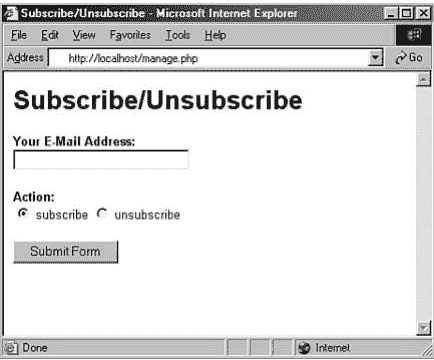 Subscribe/Unsubscribe - Microsoft Internet Explorer
File Edit View Favorites Tools Help
Address http://localhost/manage.php Go
Subscribe/Unsubscribe
Your E-Mail Address:
Action:
subscribe unsubscribe
Submit Form
Done Internet